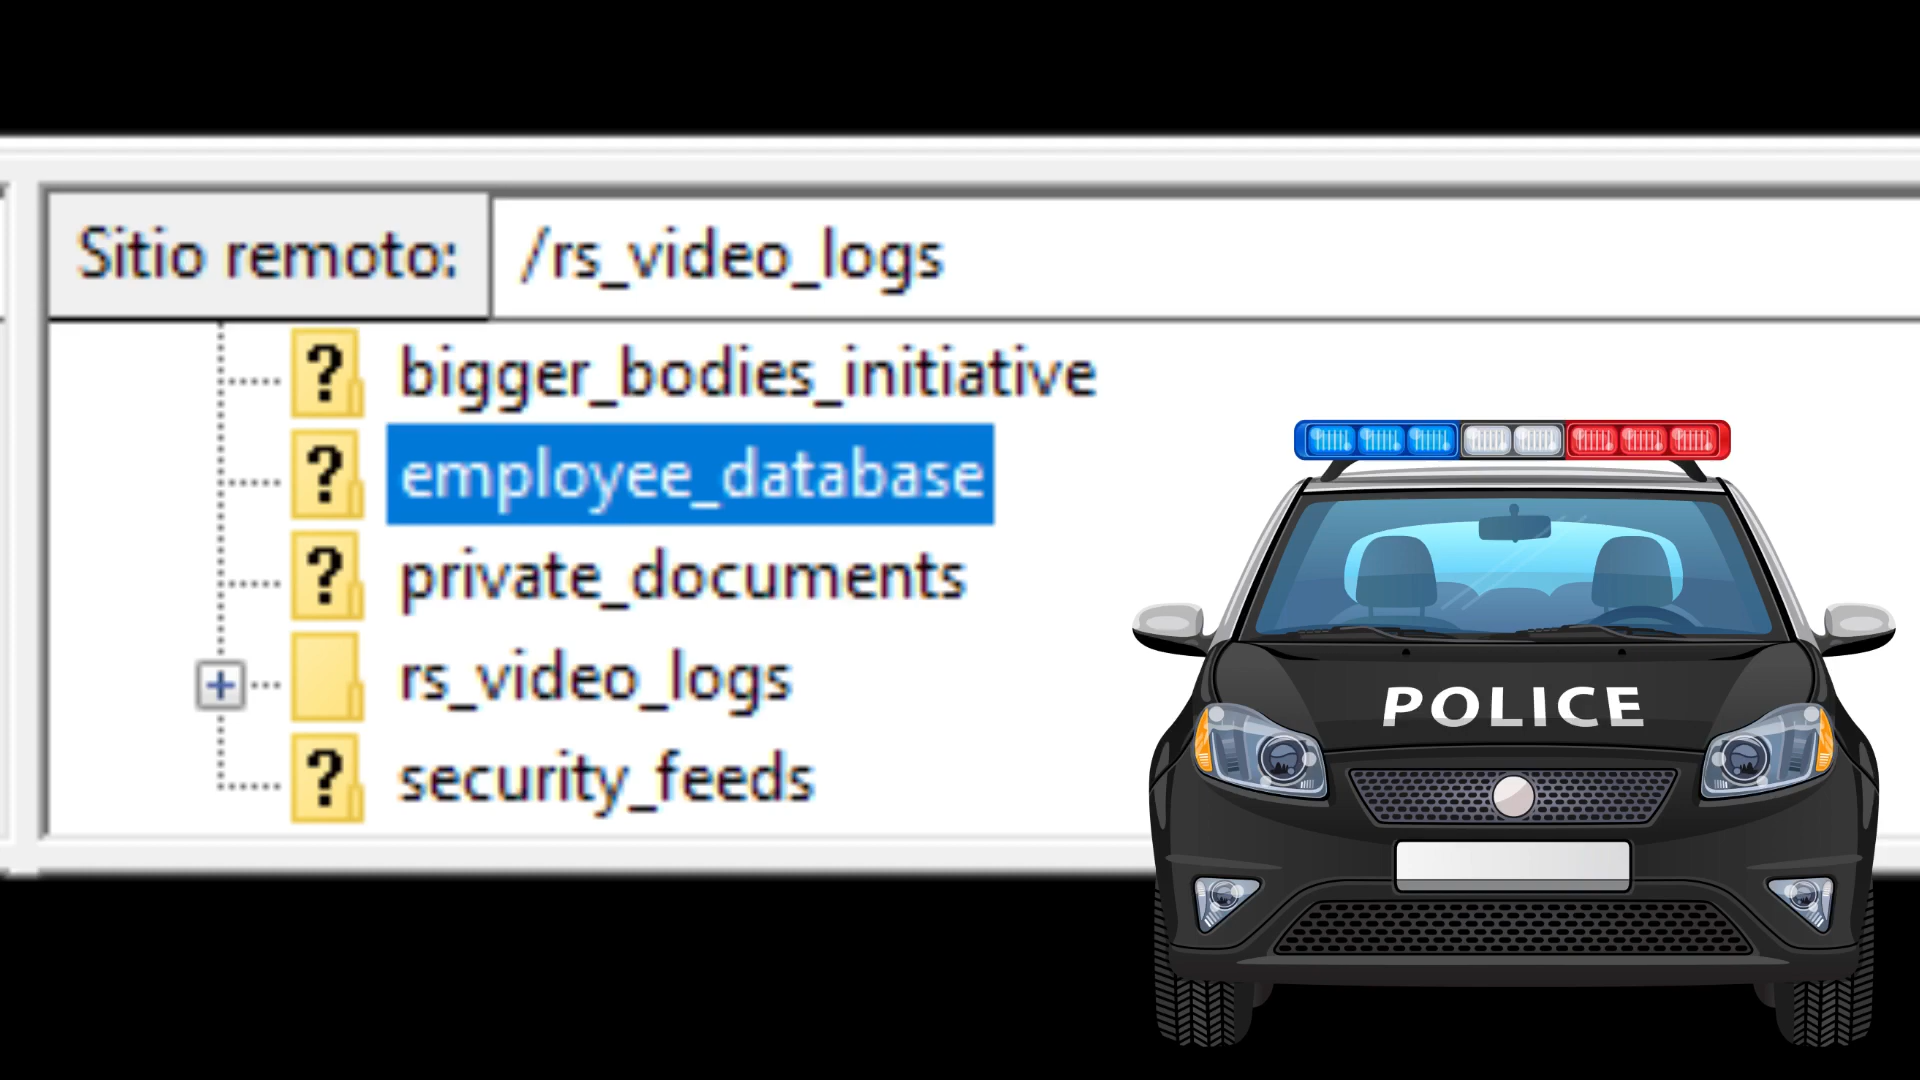 Sitio remoto: /rs_video_logs
bigger_bodies_initiative
employee_database
private_documents
rs_video_logs
security_feeds
POLICE